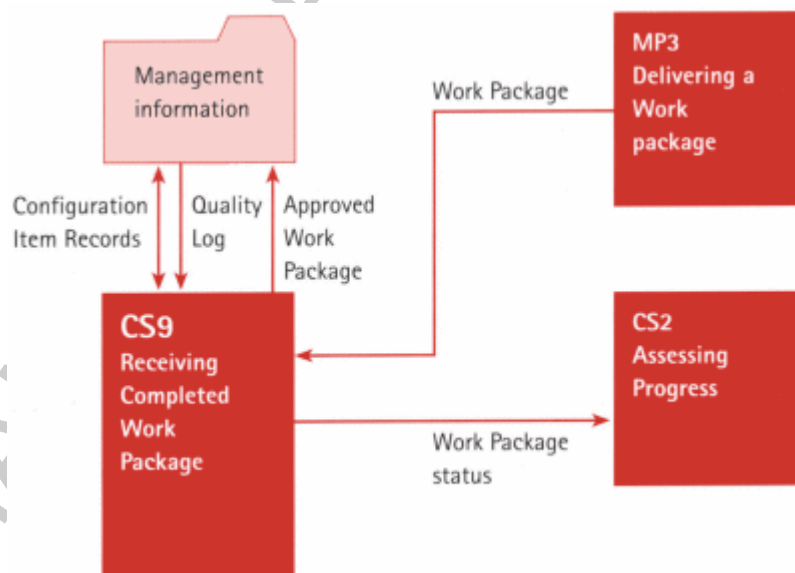 Management
information
MP3
Delivering a
Work
package
Work Package
Configuration
Item Records
Quality
Log
Approved
Work
Package
CS9
Receiving
Completed
Work
Package
CS2
Assessing
Progress
Work Package
status